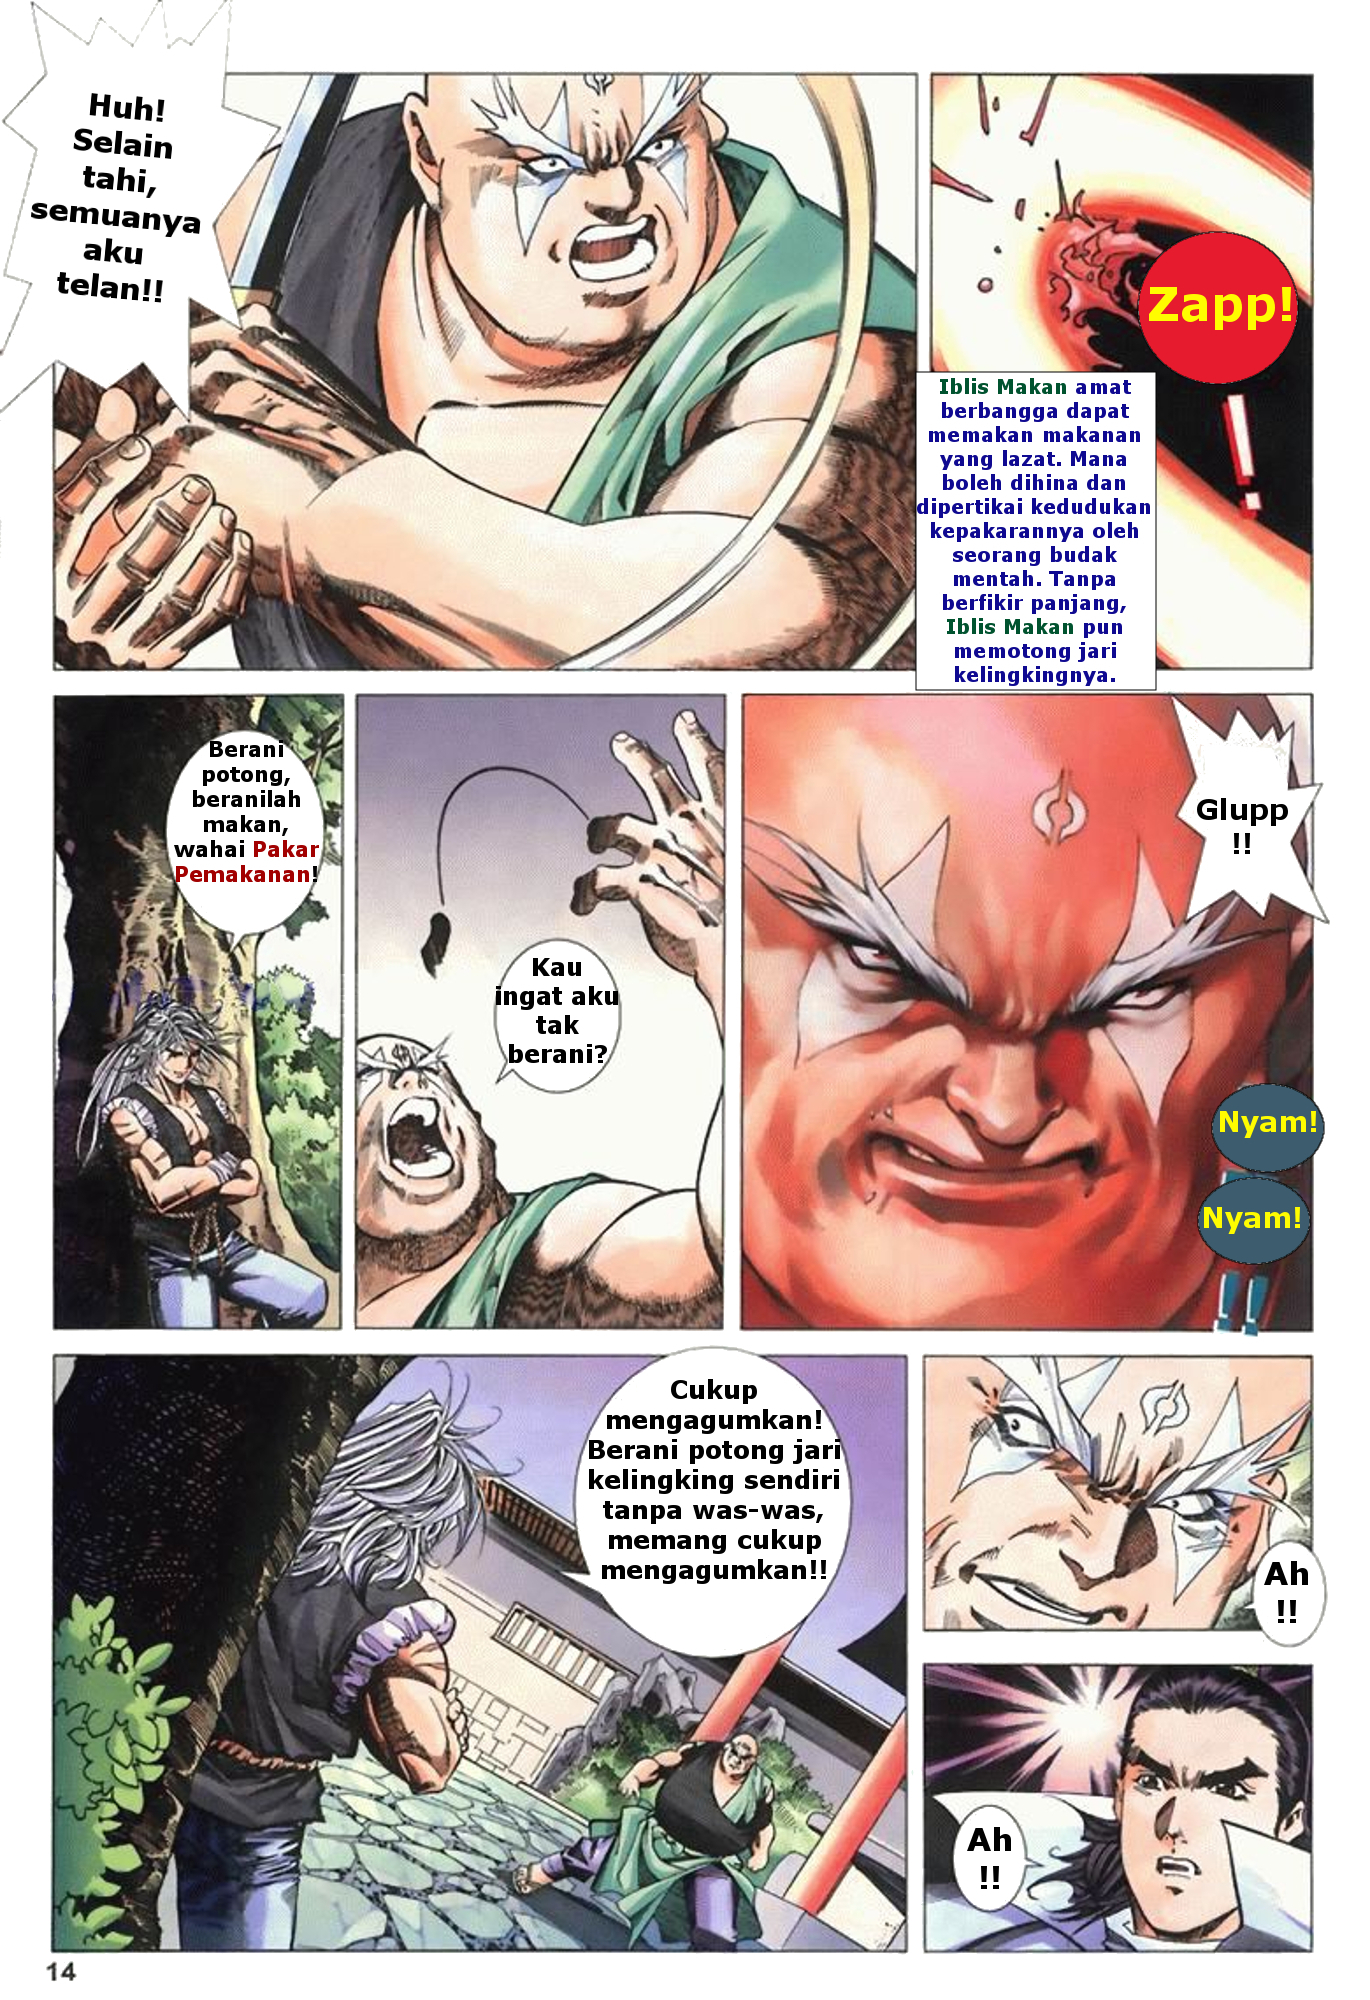 Huh!
Selain
tahi,
semuanya
aku
telan!!
Zapp!
!
Iblis Makan amat
berbangga dapat
memakan makanan
yang lazat. Mana
boleh dihina dan
dipertikai kedudukan
kepakarannya oleh
seorang budak
mentah. Tanpa
berfikir panjang,
Iblis Makan pun
memotong jari
kelingkingnya.
Berani
potong,
beranilah
makan,
wahai Pakar
Pemakanan!
Kau
ingat aku
tak
berani?
Glupp
!!
Nyam!
Nyam!
!!
Cukup
mengagumkan!
Berani potong jari
kelingking sendiri
tanpa was-was,
memang cukup
mengagumkan!!
Ah
!!
Ah
!!
14